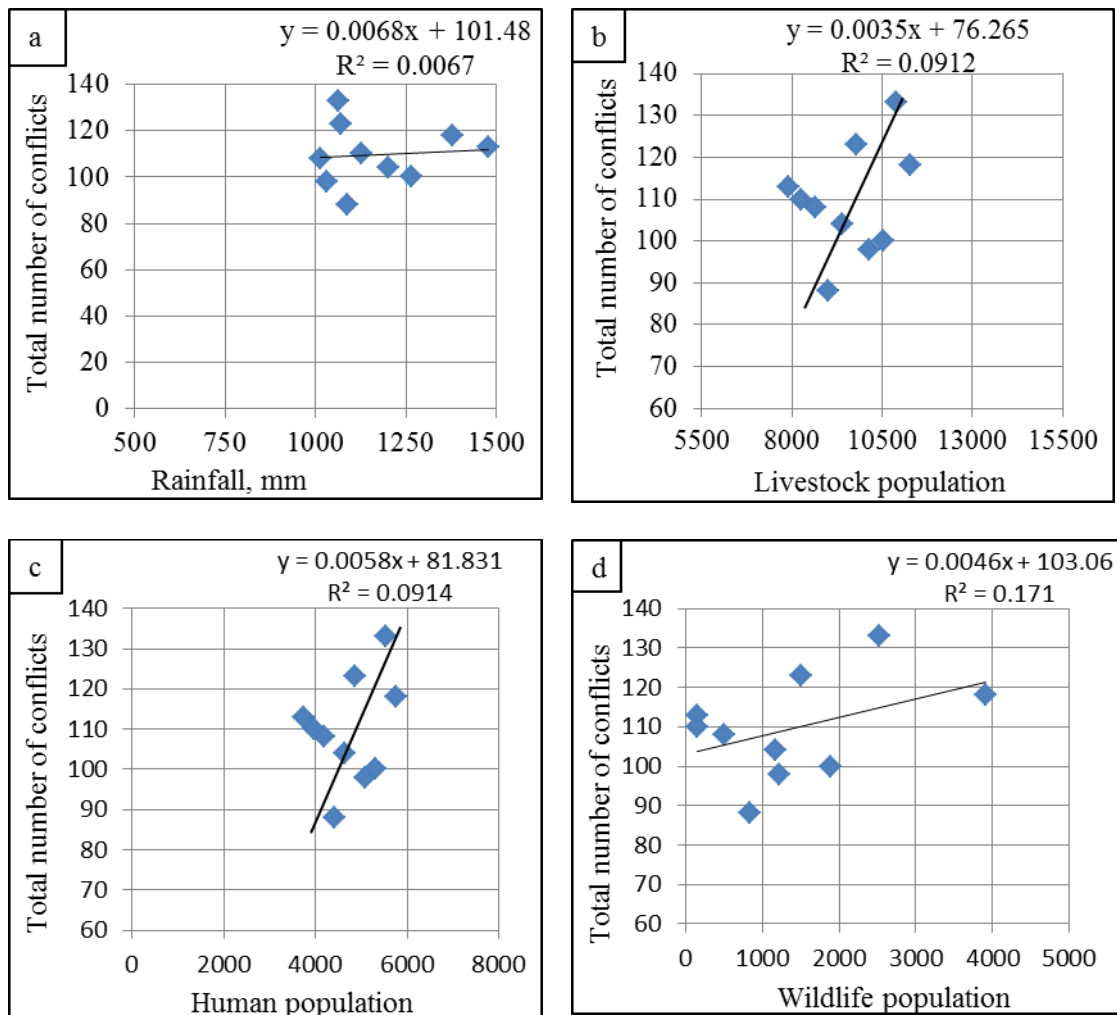 a
y = 0.0068x + 101.48
R² = 0.0067
Total number of conflicts
140
120
100
80
60
40
20
0
500 750 1000 1250 1500
Rainfall, mm
b
y = 0.0035x + 76.265
R² = 0.0912
Total number of conflicts
140
130
120
110
100
90
80
70
60
5500 8000 10500 13000 15500
Livestock population
c
y = 0.0058x + 81.831
R² = 0.0914
Total number of conflicts
140
130
120
110
100
90
80
70
60
0 2000 4000 6000 8000
Human population
d
y = 0.0046x + 103.06
R² = 0.171
Total number of conflicts
140
130
120
110
100
90
80
70
60
0 1000 2000 3000 4000 5000
Wildlife population